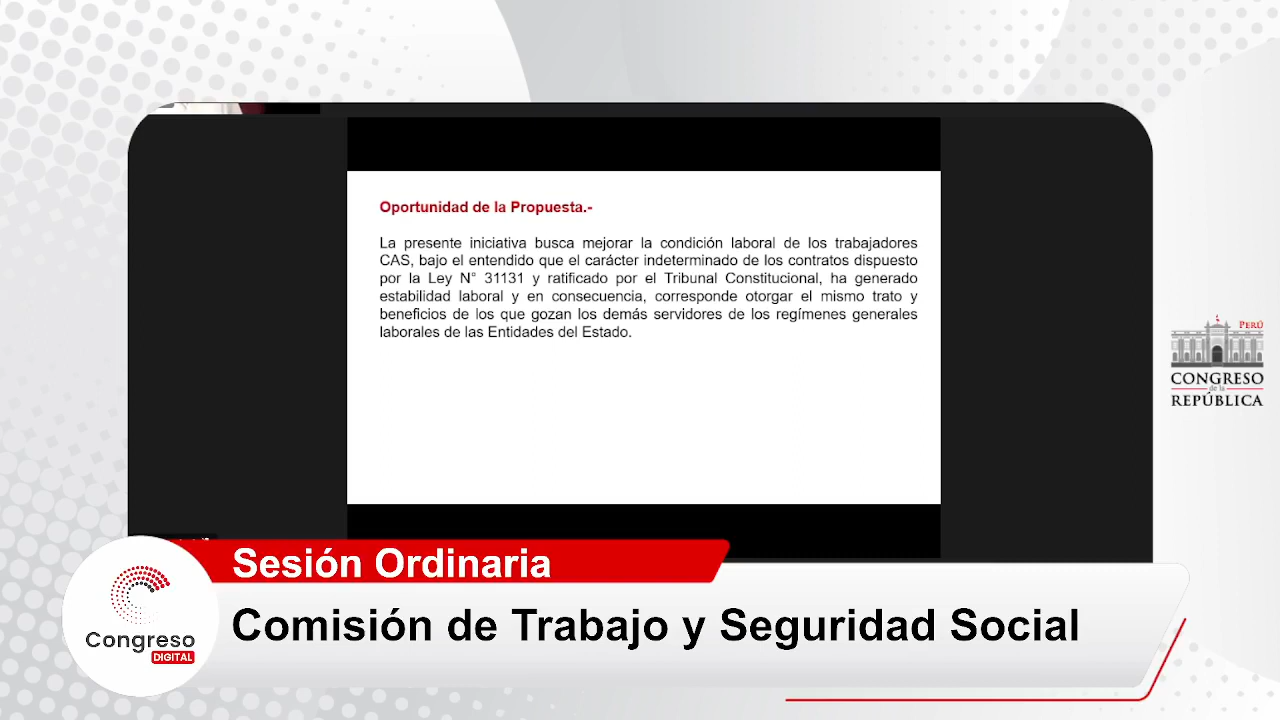 Oportunidad de la Propuesta.-
La presente iniciativa busca mejorar la condición laboral de los trabajadores
CAS, bajo el entendido que el carácter indeterminado de los contratos dispuesto
por la Ley N° 31131 y ratificado por el Tribunal Constitucional, ha generado
estabilidad laboral y en consecuencia, corresponde otorgar el mismo trato y
beneficios de los que gozan los demás servidores de los regímenes generales
laborales de las Entidades del Estado.
PERÚ
CONGRESO
de la
REPÚBLICA
Sesión Ordinaria
Comisión de Trabajo y Seguridad Social
Congreso
DIGITAL